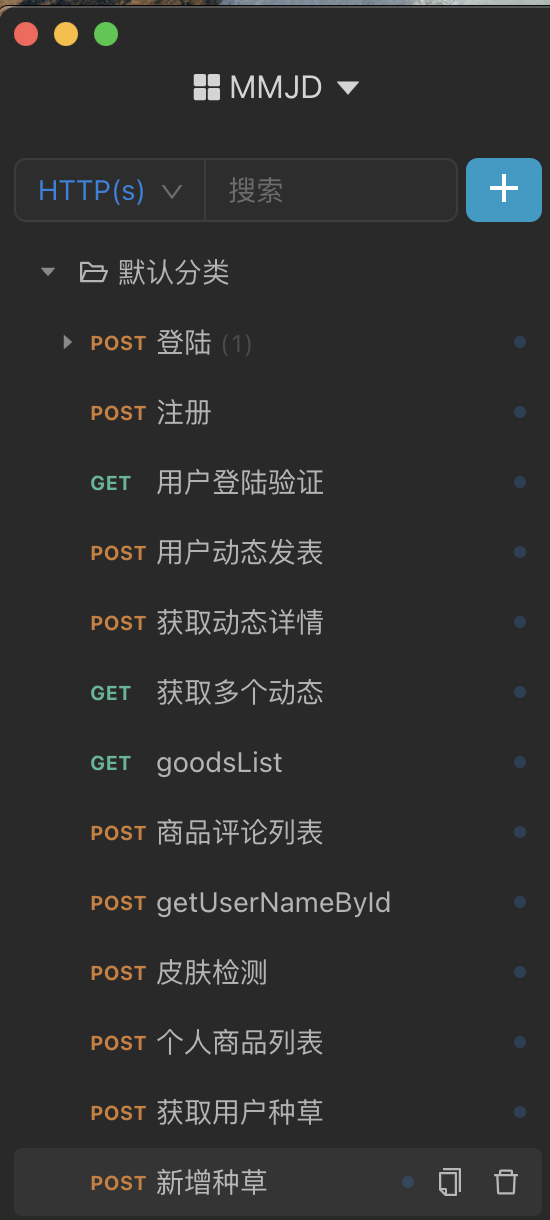 MMJD
HTTP(s) 搜索
默认分类
POST 登陆 (1)
POST 注册
GET 用户登陆验证
POST 用户动态发表
POST 获取动态详情
GET 获取多个动态
GET goodsList
POST 商品评论列表
POST getUserNameById
POST 皮肤检测
POST 个人商品列表
POST 获取用户种草
POST 新增种草